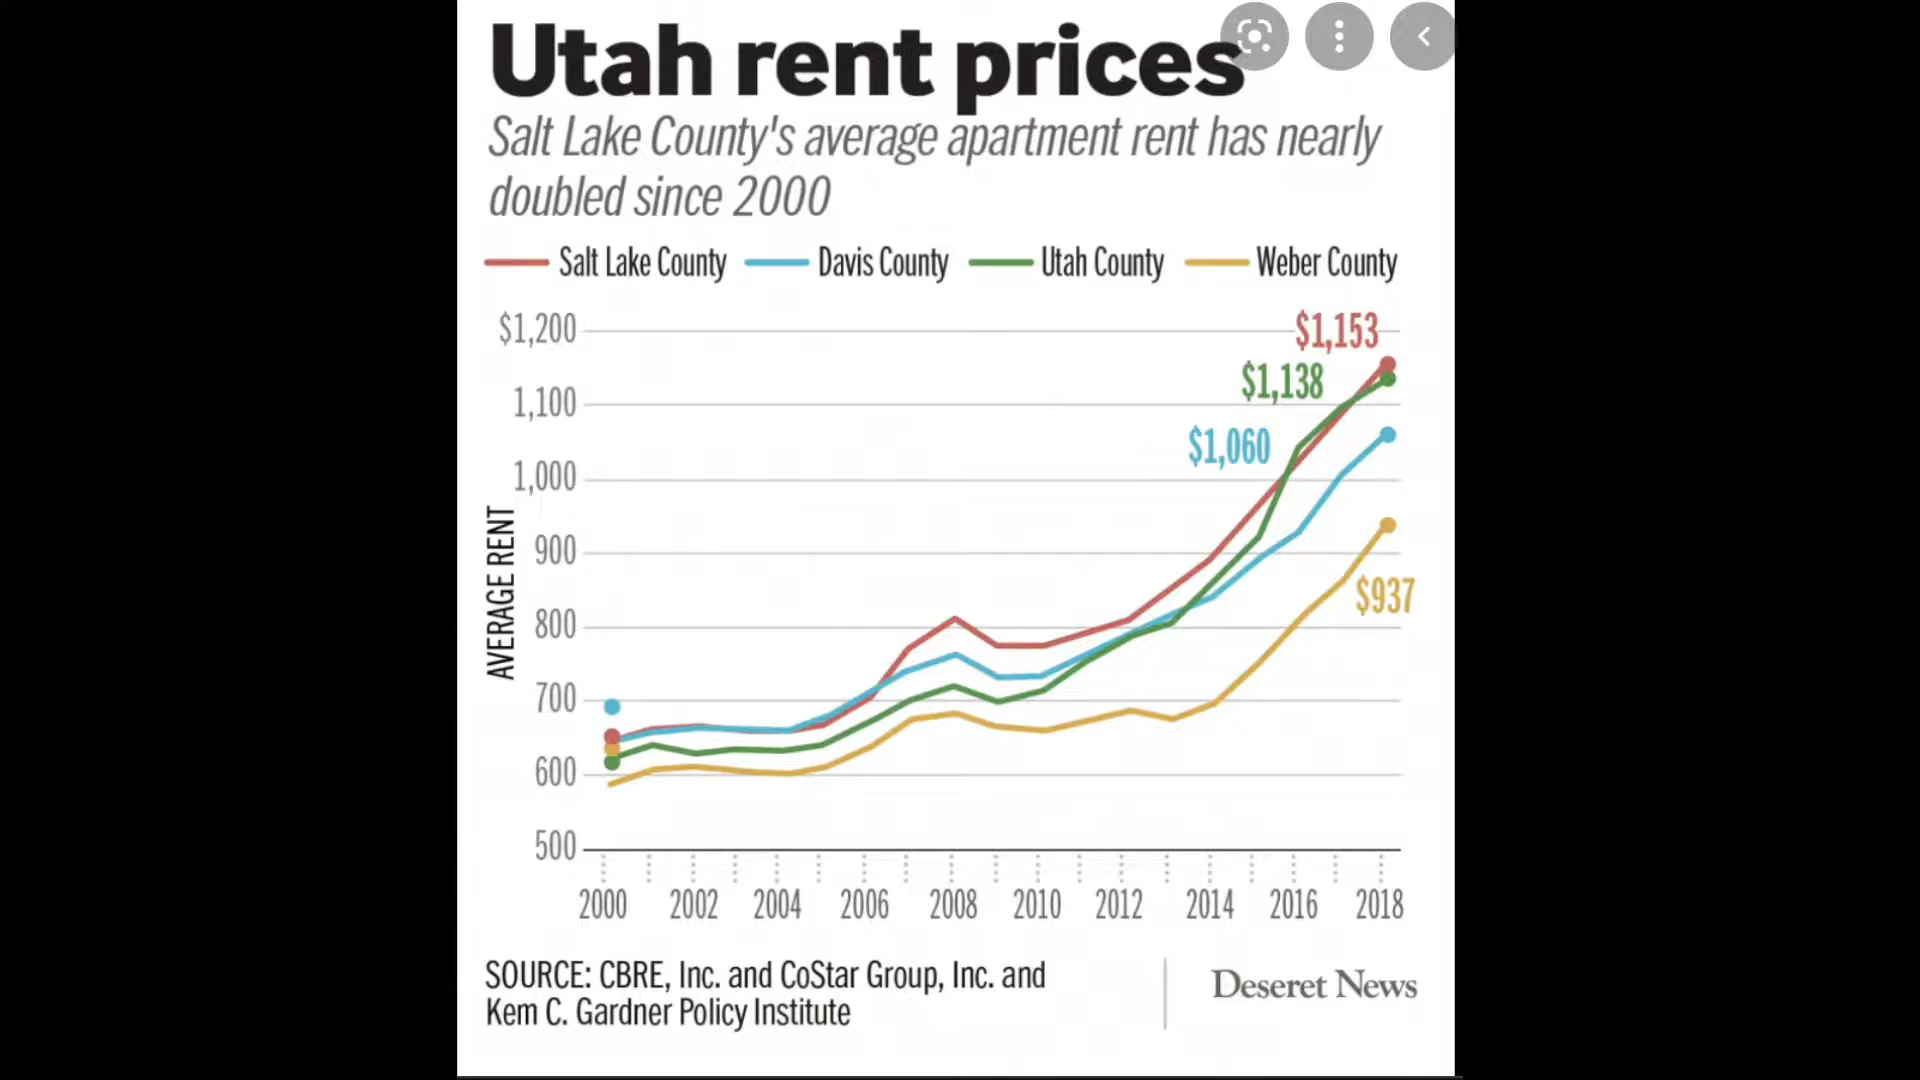 Utah rent prices
Salt Lake County's average apartment rent has nearly
doubled since 2000
Salt Lake County Davis County Utah County Weber County
$1,200
$1,153
$1,138
1,100
$1,060
1,000
900
$937
800
700
600
500
AVERAGE RENT
2000 2002 2004 2006 2008 2010 2012 2014 2016 2018
SOURCE: CBRE, Inc. and CoStar Group, Inc. and
Kem C. Gardner Policy Institute
Deseret News